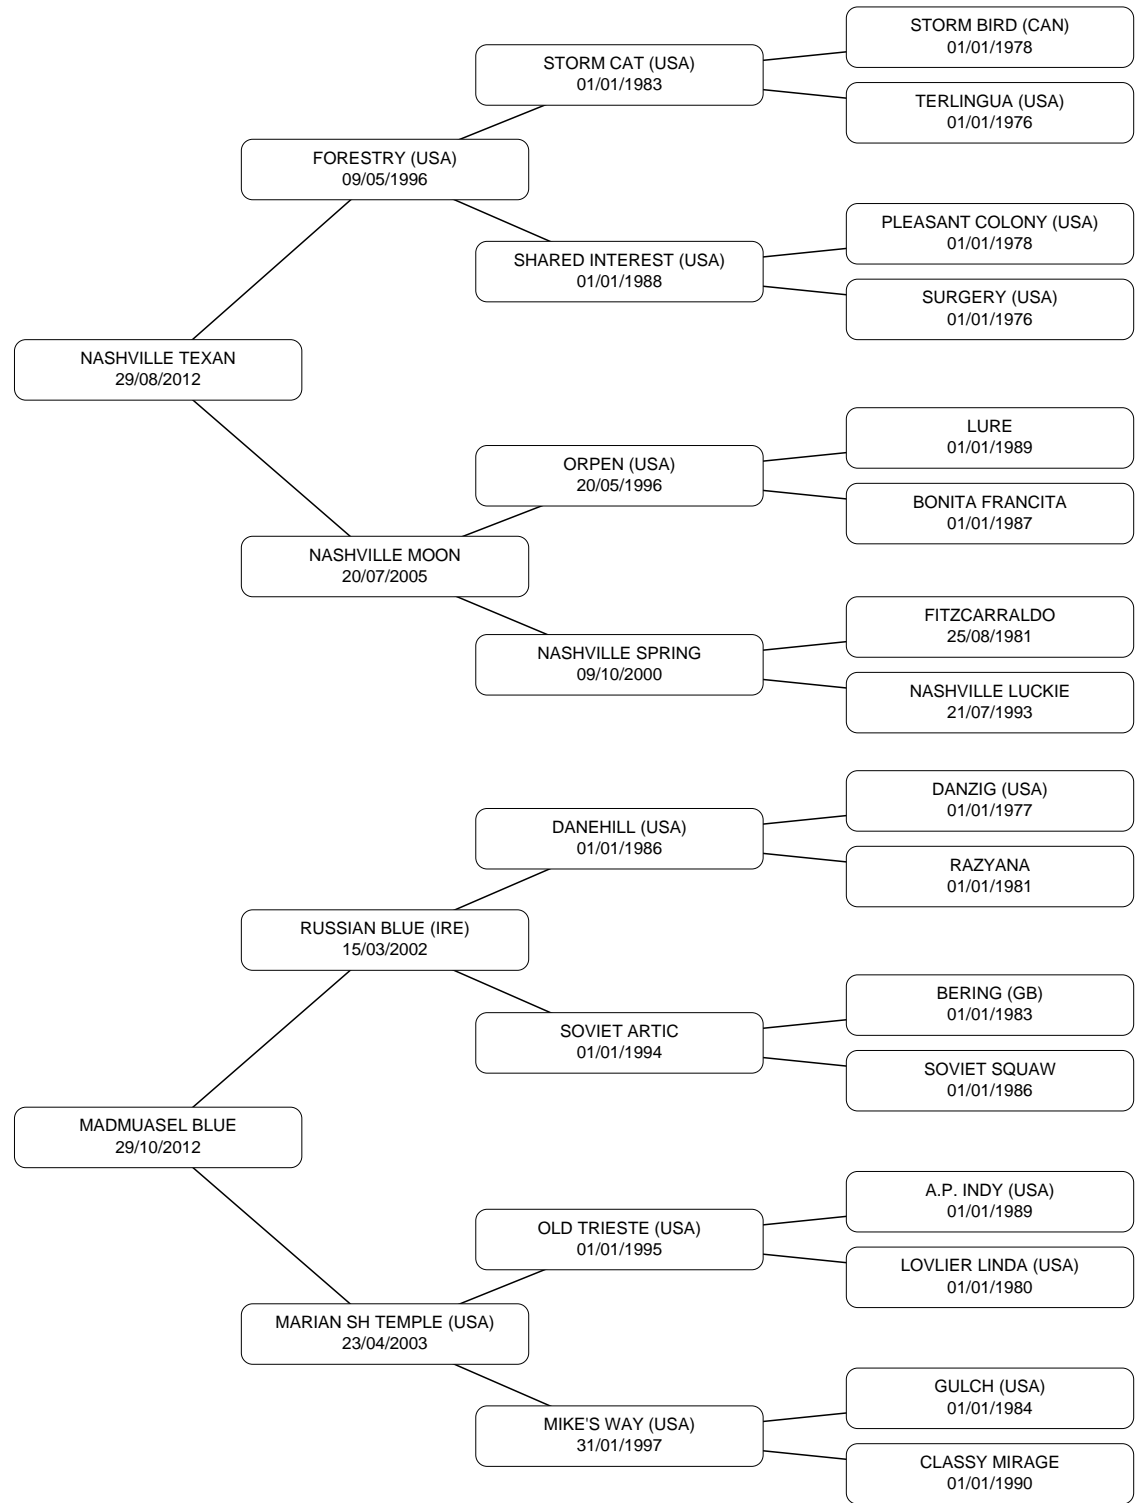 STORM BIRD (CAN)
01/01/1978
STORM CAT (USA)
01/01/1983
TERLINGUA (USA)
01/01/1976
FORESTRY (USA)
09/05/1996
PLEASANT COLONY (USA)
01/01/1978
SHARED INTEREST (USA)
01/01/1988
SURGERY (USA)
01/01/1976
NASHVILLE TEXAN
29/08/2012
LURE
01/01/1989
ORPEN (USA)
20/05/1996
BONITA FRANCITA
01/01/1987
NASHVILLE MOON
20/07/2005
FITZCARRALDO
25/08/1981
NASHVILLE SPRING
09/10/2000
NASHVILLE LUCKIE
21/07/1993
DANZIG (USA)
01/01/1977
DANEHILL (USA)
01/01/1986
RAZYANA
01/01/1981
RUSSIAN BLUE (IRE)
15/03/2002
BERING (GB)
01/01/1983
SOVIET ARTIC
01/01/1994
SOVIET SQUAW
01/01/1986
MADMUASEL BLUE
29/10/2012
A.P. INDY (USA)
01/01/1989
OLD TRIESTE (USA)
01/01/1995
LOVLIER LINDA (USA)
01/01/1980
MARIAN SH TEMPLE (USA)
23/04/2003
GULCH (USA)
01/01/1984
MIKE'S WAY (USA)
31/01/1997
CLASSY MIRAGE
01/01/1990